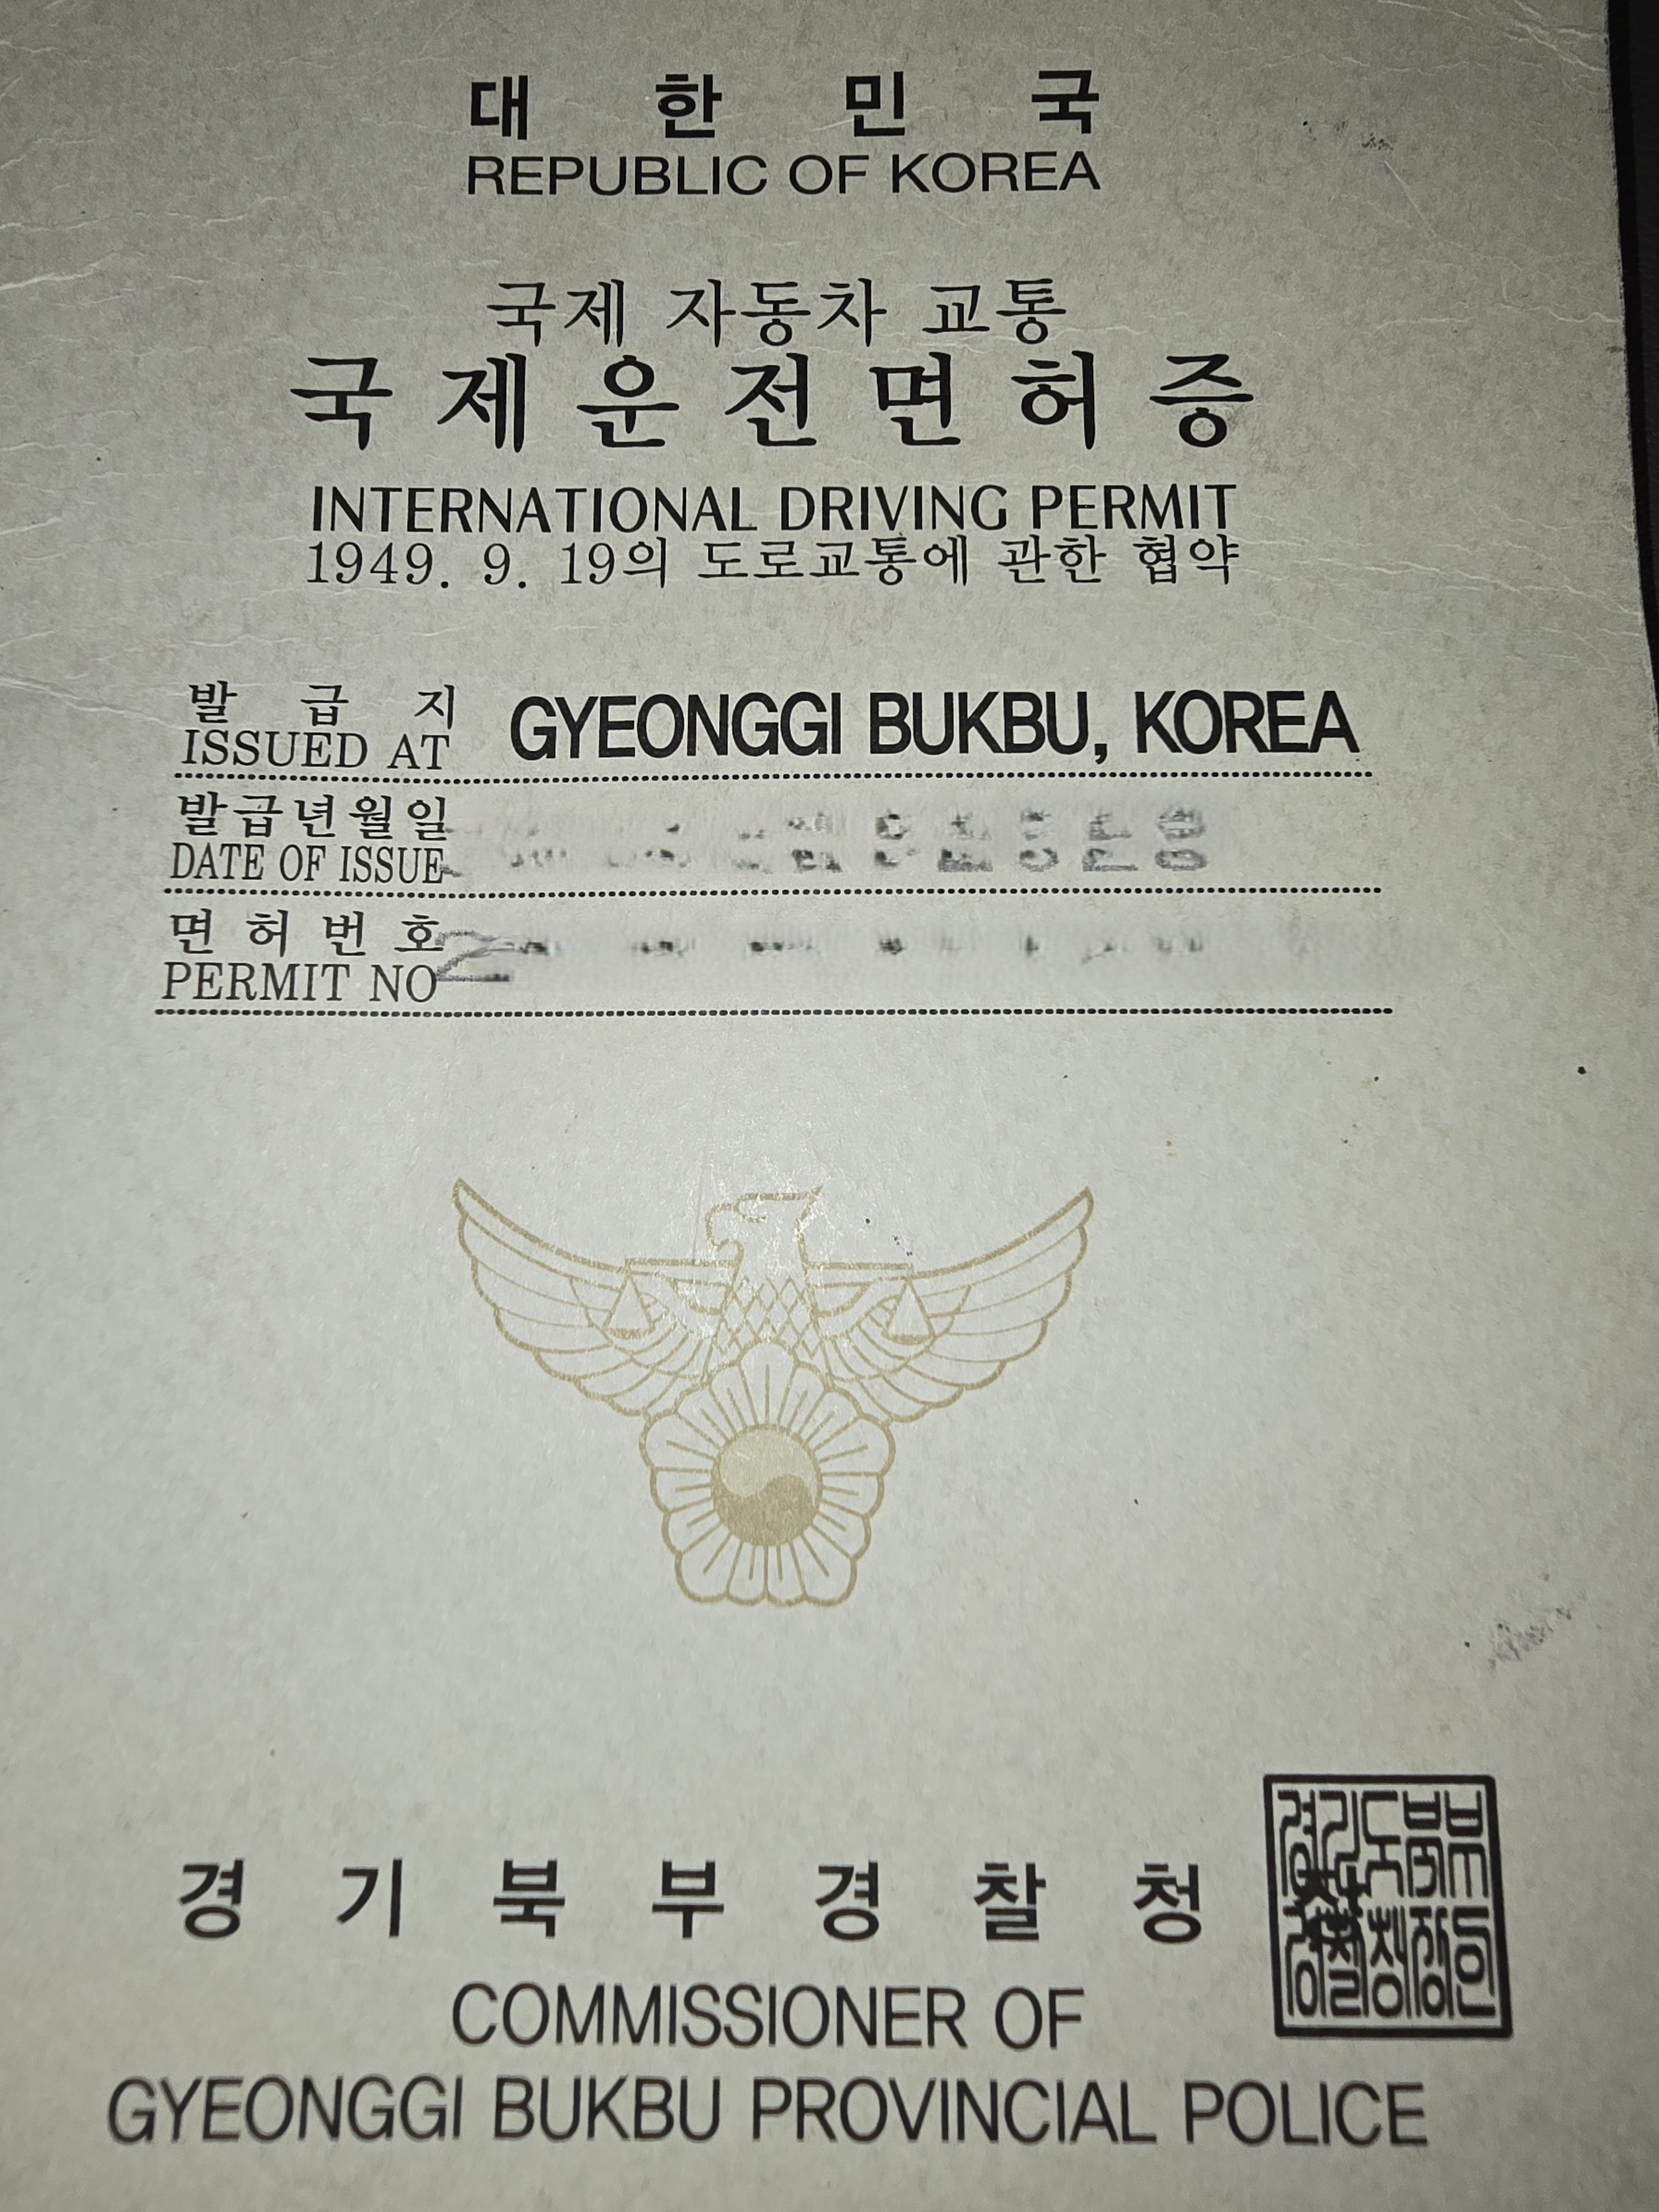 대 한 민 국
REPUBLIC OF KOREA
국제 자동차 교통
국제운전면허증
INTERNATIONAL DRIVING PERMIT
1949. 9. 19의 도로교통에 관한 협약
발 급 지 GYEONGGI BUKBU, KOREA
ISSUED AT
발급년월일
DATE OF ISSUE
면 허 번 호
PERMIT NO
경 기 북 부 경 찰 청
COMMISSIONER OF
GYEONGGI BUKBU PROVINCIAL POLICE